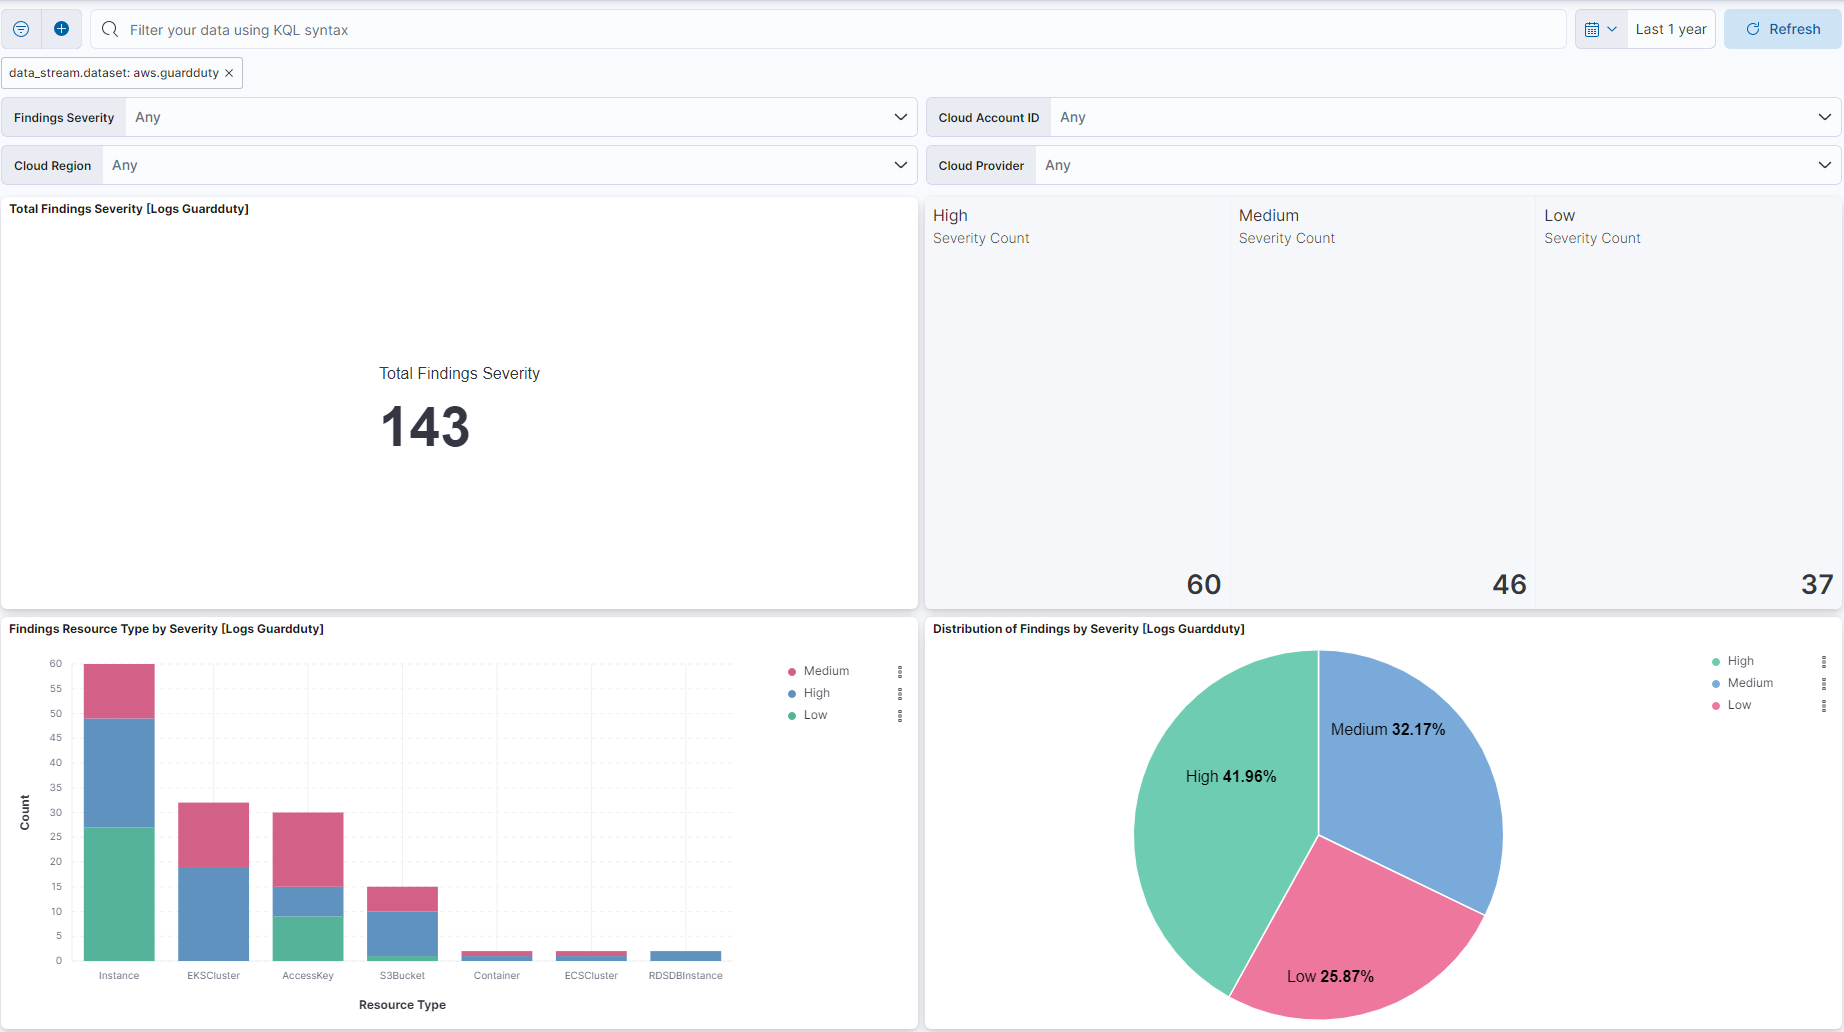 Filter your data using KQL syntax
Last 1 year
Refresh
data_stream.dataset: aws.guardduty ×
Findings Severity Any
Cloud Account ID Any
Cloud Region Any
Cloud Provider Any
Total Findings Severity [Logs Guardduty]
Total Findings Severity
143
High
Severity Count
60
Medium
Severity Count
46
Low
Severity Count
37
Findings Resource Type by Severity [Logs Guardduty]
60
55
50
45
40
35
30
25
20
15
10
5
0
Count
Instance
EKSCluster
AccessKey
S3Bucket
Container
ECSCluster
RDSDBInstance
Resource Type
Medium
High
Low
Distribution of Findings by Severity [Logs Guardduty]
Medium 32.17%
High 41.96%
Low 25.87%
High
Medium
Low